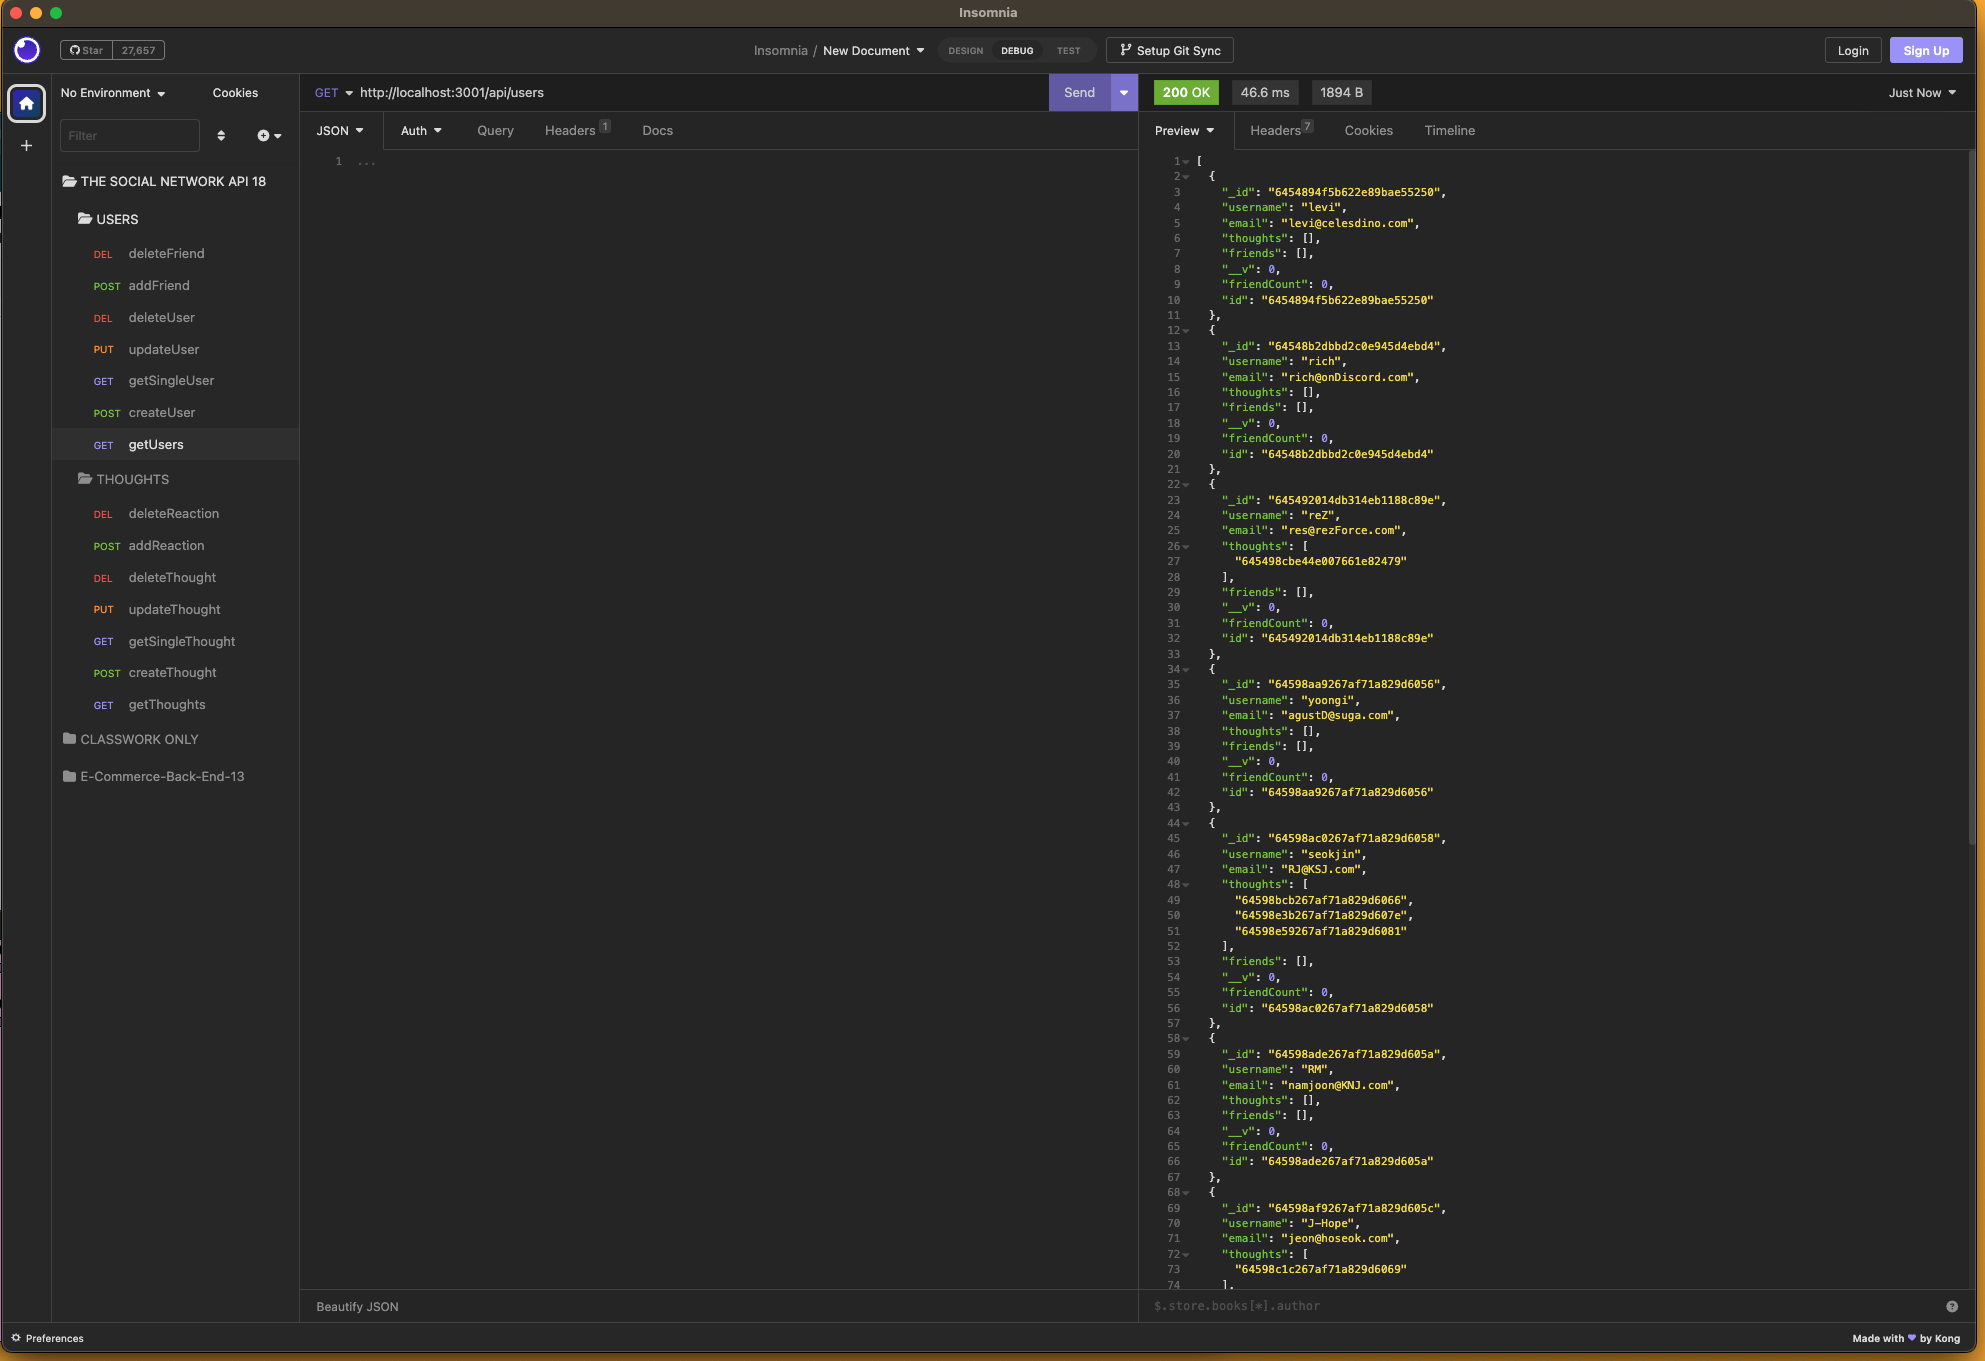 Insomnia
Star 27,657
Insomnia / New Document
DESIGN DEBUG TEST
Setup Git Sync
Login
Sign Up
No Environment
Cookies
Filter
THE SOCIAL NETWORK API 18
USERS
DEL deleteFriend
POST addFriend
DEL deleteUser
PUT updateUser
GET getSingleUser
POST createUser
GET getUsers
THOUGHTS
DEL deleteReaction
POST addReaction
DEL deleteThought
PUT updateThought
GET getSingleThought
POST createThought
GET getThoughts
CLASSWORK ONLY
E-Commerce-Back-End-13
GET http://localhost:3001/api/users
Send
JSON Auth Query Headers 1 Docs
1 ...
Beautify JSON
200 OK 46.6 ms 1894 B
Just Now
Preview Headers 7 Cookies Timeline
1 [
2 {
3 "_id": "6454894f5b622e89bae55250",
4 "username": "levi",
5 "email": "levi@celesdino.com",
6 "thoughts": [],
7 "friends": [],
8 "__v": 0,
9 "friendCount": 0,
10 "id": "6454894f5b622e89bae55250"
11 },
12 {
13 "_id": "64548b2dbbd2c0e945d4ebd4",
14 "username": "rich",
15 "email": "rich@onDiscord.com",
16 "thoughts": [],
17 "friends": [],
18 "__v": 0,
19 "friendCount": 0,
20 "id": "64548b2dbbd2c0e945d4ebd4"
21 },
22 {
23 "_id": "645492014db314eb1188c89e",
24 "username": "reZ",
25 "email": "res@rezForce.com",
26 "thoughts": [
27 "645498cbe44e007661e82479"
28 ],
29 "friends": [],
30 "__v": 0,
31 "friendCount": 0,
32 "id": "645492014db314eb1188c89e"
33 },
34 {
35 "_id": "64598aa9267af71a829d6056",
36 "username": "yoongi",
37 "email": "agustD@suga.com",
38 "thoughts": [],
39 "friends": [],
40 "__v": 0,
41 "friendCount": 0,
42 "id": "64598aa9267af71a829d6056"
43 },
44 {
45 "_id": "64598ac0267af71a829d6058",
46 "username": "seokjin",
47 "email": "RJ@KSJ.com",
48 "thoughts": [
49 "64598bcb267af71a829d6066",
50 "64598e3b267af71a829d607e",
51 "64598e59267af71a829d6081"
52 ],
53 "friends": [],
54 "__v": 0,
55 "friendCount": 0,
56 "id": "64598ac0267af71a829d6058"
57 },
58 {
59 "_id": "64598ade267af71a829d605a",
60 "username": "RM",
61 "email": "namjoon@KNJ.com",
62 "thoughts": [],
63 "friends": [],
64 "__v": 0,
65 "friendCount": 0,
66 "id": "64598ade267af71a829d605a"
67 },
68 {
69 "_id": "64598af9267af71a829d605c",
70 "username": "J-Hope",
71 "email": "jeon@hoseok.com",
72 "thoughts": [
73 "64598c1c267af71a829d6069"
74 ],
$.store.books[*].author
Preferences
Made with ♥ by Kong